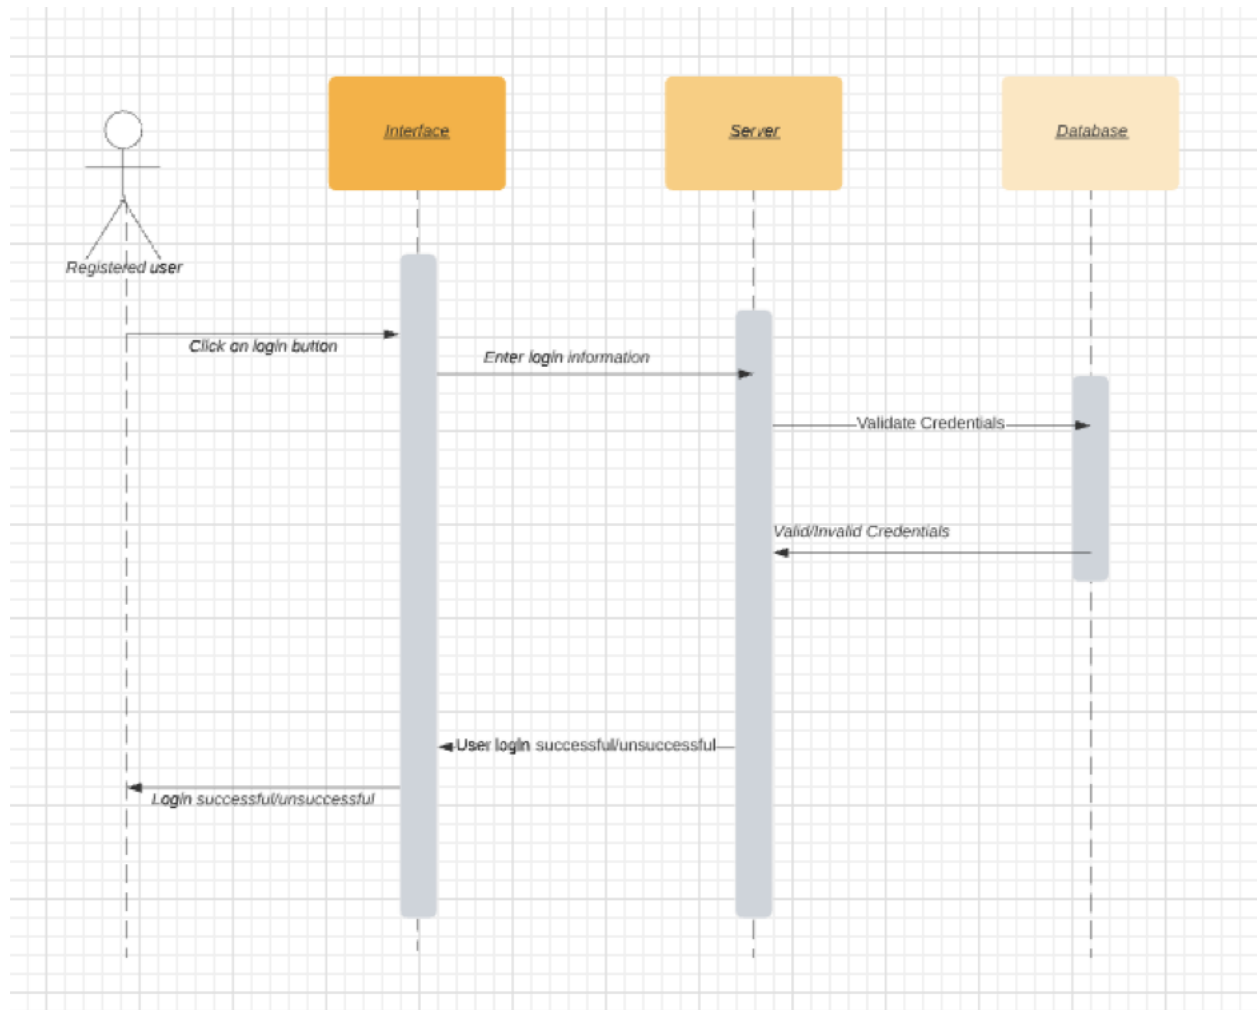 Interface
Server
Database
Registered user
Click on login button
Enter login information
Validate Credentials
Valid/Invalid Credentials
User login successful/unsuccessful
Login successful/unsuccessful